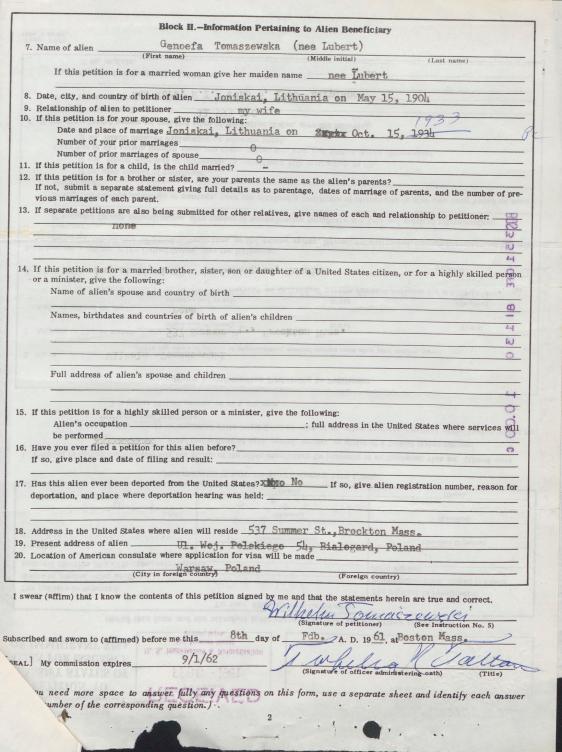 Block II.—Information Pertaining to Alien Beneficiary
7. Name of alien Genoefa Tomaszewska (nee Lubert)
(First name) (Middle initial) (Last name)
If this petition is for a married woman give her maiden name nee Lubert
8. Date, city, and country of birth of alien Joniskai, Lithuania on May 15, 1904
9. Relationship of alien to petitioner my wife
10. If this petition is for your spouse, give the following: 1933
Date and place of marriage Joniskai, Lithuania on Oct. 15, 1934
Number of your prior marriages 0
Number of prior marriages of spouse 0
11. If this petition is for a child, is the child married? -
12. If this petition is for a brother or sister, are your parents the same as the alien's parents?
If not, submit a separate statement giving full details as to parentage, dates of marriage of parents, and the number of pre-
vious marriages of each parent.
13. If separate petitions are also being submitted for other relatives, give names of each and relationship to petitioner:
none
14. If this petition is for a married brother, sister, son or daughter of a United States citizen, or for a highly skilled person
or a minister, give the following:
Name of alien's spouse and country of birth
Names, birthdates and countries of birth of alien's children
Full address of alien's spouse and children
15. If this petition is for a highly skilled person or a minister, give the following:
Alien's occupation ; full address in the United States where services will
be performed
16. Have you ever filed a petition for this alien before?
If so, give place and date of filing and result:
17. Has this alien ever been deported from the United States? No If so, give alien registration number, reason for
deportation, and place where deportation hearing was held:
18. Address in the United States where alien will reside 537 Summer St.,Brockton Mass.
19. Present address of alien Ul. Woj. Polskiego 54, Bialogard, Poland
20. Location of American consulate where application for visa will be made
Warsaw, Poland
(City in foreign country) (Foreign country)
I swear (affirm) that I know the contents of this petition signed by me and that the statements herein are true and correct.
Wilhelm Tomaszewski
(Signature of petitioner) (See Instruction No. 5)
Subscribed and sworn to (affirmed) before me this 8th day of Fdb. A. D. 1961, at Boston Mass.
EAL] My commission expires 9/1/62
(Signature of officer administering oath) (Title)
u need more space to answer fully any questions on this form, use a separate sheet and identify each answer
umber of the corresponding question.)
RECEIVED
2